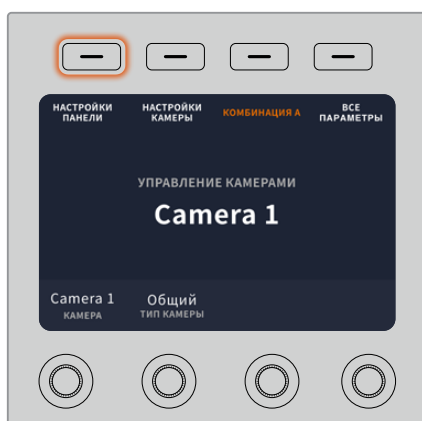 НАСТРОЙКИ ПАНЕЛИ
НАСТРОЙКИ КАМЕРЫ
КОМБИНАЦИЯ A
ВСЕ ПАРАМЕТРЫ
УПРАВЛЕНИЕ КАМЕРАМИ
Camera 1
Camera 1
КАМЕРА
Общий
ТИП КАМЕРЫ